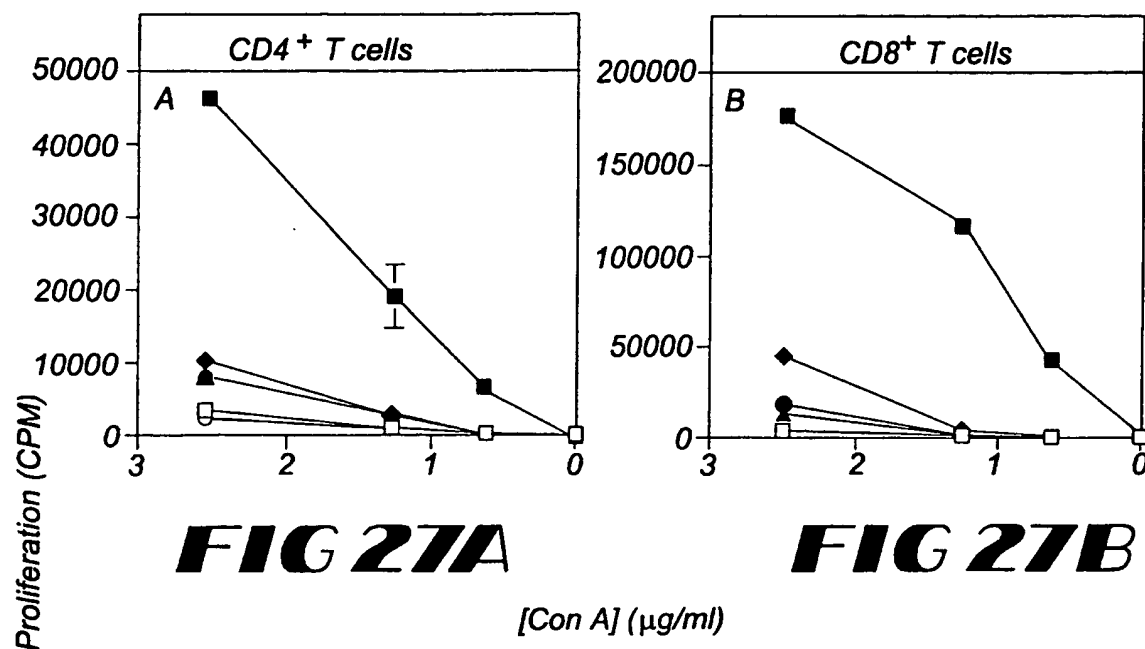 CD4+ T cells
A
50000
40000
30000
20000
10000
0
3 2 1 0
CD8+ T cells
B
200000
150000
100000
50000
0
3 2 1 0
Proliferation (CPM)
FIG 27A
FIG 27B
[Con A] (μg/ml)